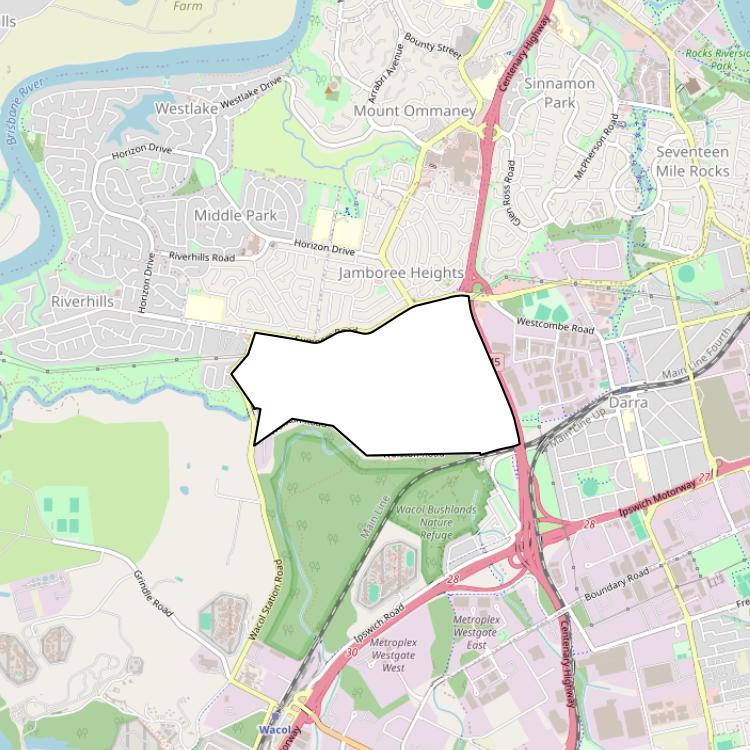 Farm
Bounty Street
Arrabri Avenue
Centenary Highway
Rocks Riverside
Park
Sinnamon
Park
Brisbane River
Westlake
Westlake Drive
Mount Ommaney
McPherson Road
Seventeen
Mile Rocks
Horizon Drive
Glen Ross Road
Middle Park
Horizon Drive
Riverhills Road
Horizon Drive
Jamboree Heights
Riverhills
Westcombe Road
Main Line Fourth
Darra
Main Line Up
Main Line
Wacol Bushlands
Nature
Refuge
Ipswich Motorway
27
28
28
Boundary Road
Grindle Road
Wacol Station Road
Ipswich Road
30
Metroplex
Westgate
East
Metroplex
Westgate
West
Centenary Highway
Wacol